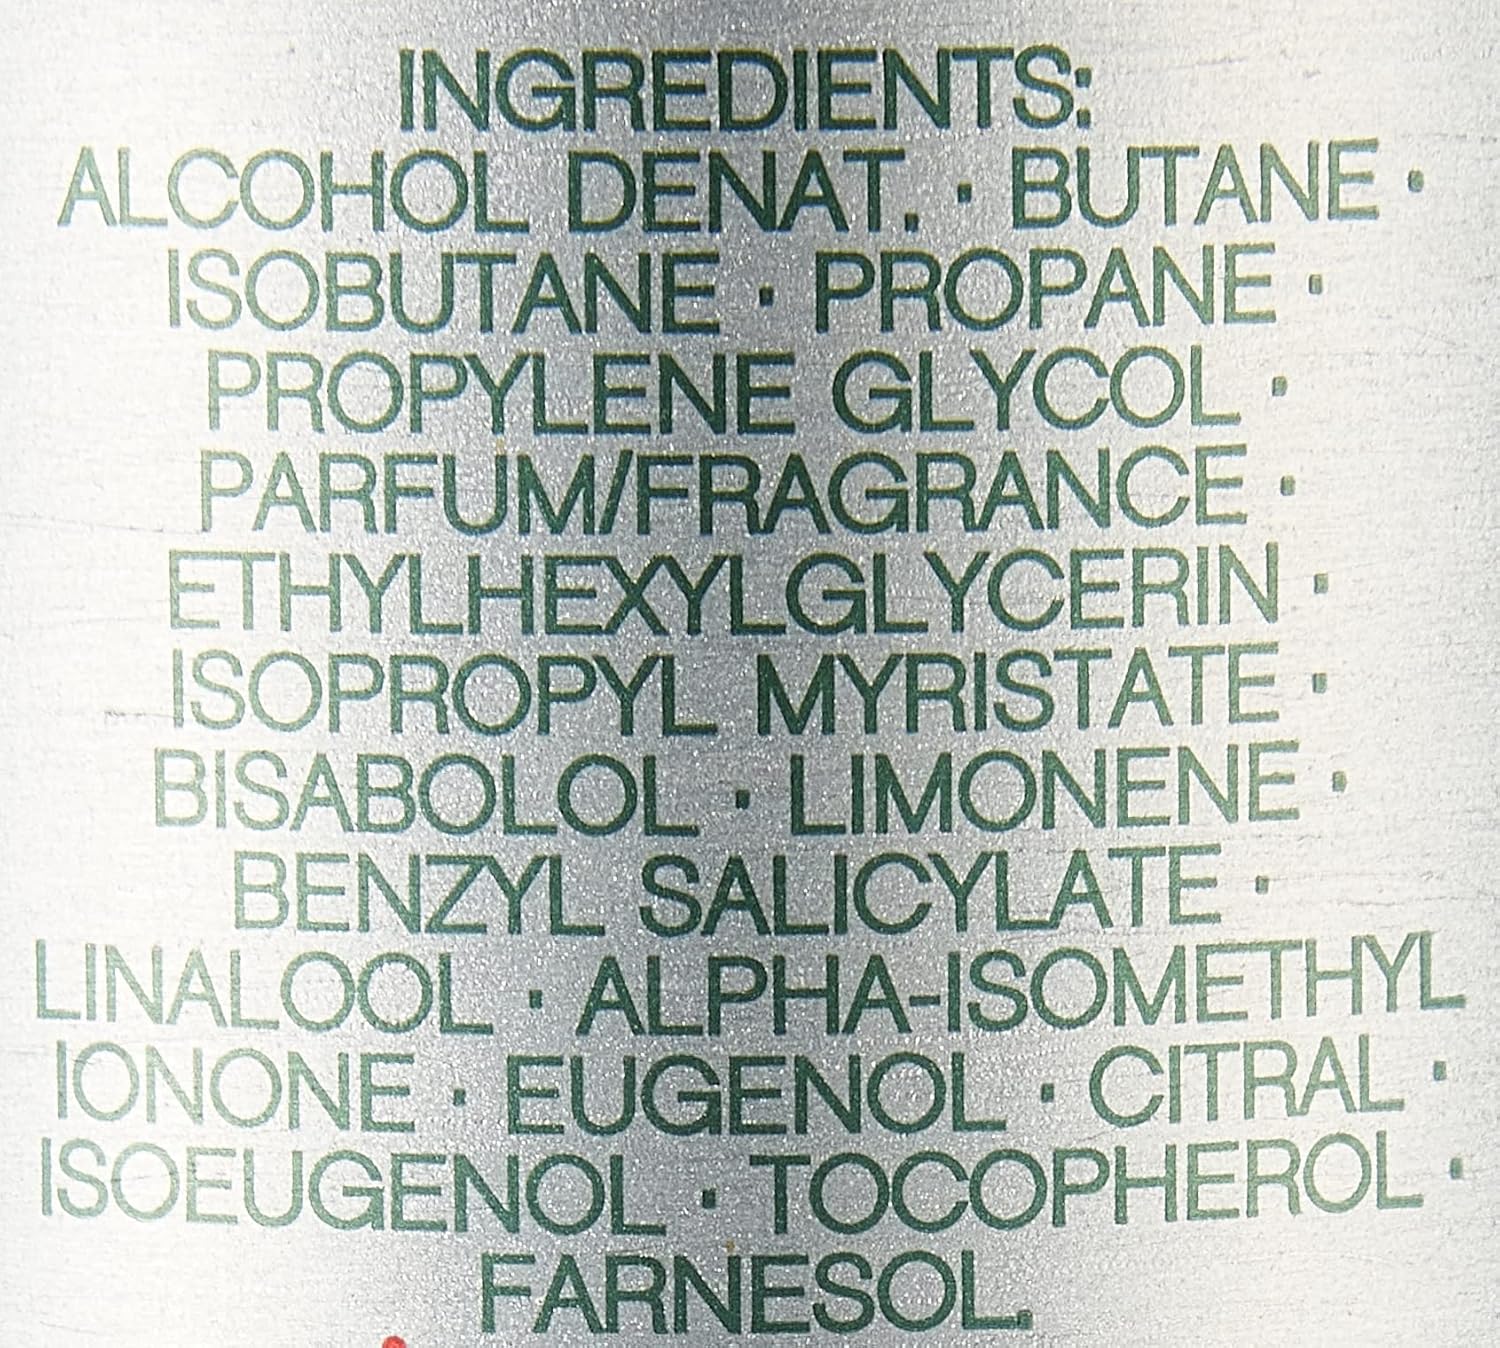 INGREDIENTS:
ALCOHOL DENAT. · BUTANE ·
ISOBUTANE · PROPANE ·
PROPYLENE GLYCOL ·
PARFUM/FRAGRANCE ·
ETHYLHEXYLGLYCERIN ·
ISOPROPYL MYRISTATE ·
BISABOLOL · LIMONENE ·
BENZYL SALICYLATE ·
LINALOOL · ALPHA-ISOMETHYL
IONONE · EUGENOL · CITRAL ·
ISOEUGENOL · TOCOPHEROL ·
FARNESOL.